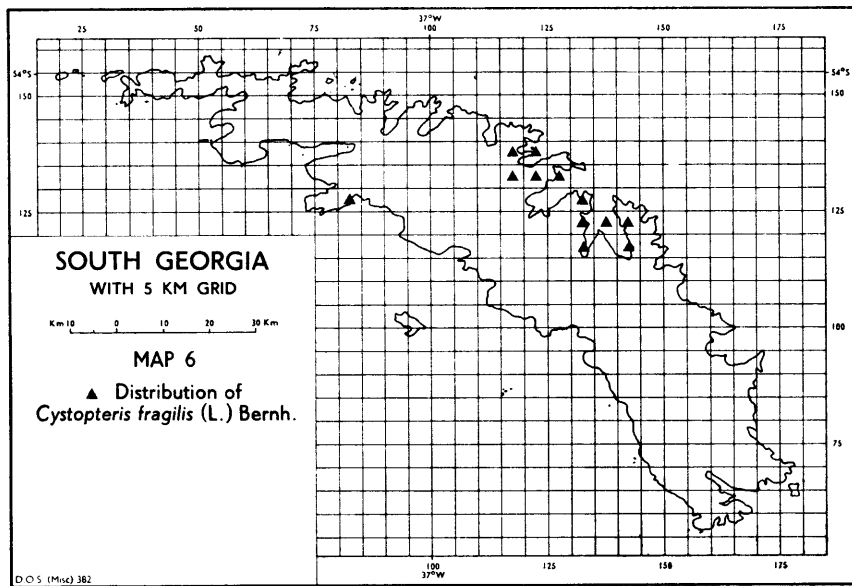 37°W
25 50 75 100 125 150 175
54°S 54°S
150 150
125 125
SOUTH GEORGIA
WITH 5 KM GRID
Km 10 0 10 20 30 Km
100
MAP 6
▲ Distribution of
Cystopteris fragilis (L.) Bernh.
75
100 125 150 175
37°W
D.O.S (Misc) 382